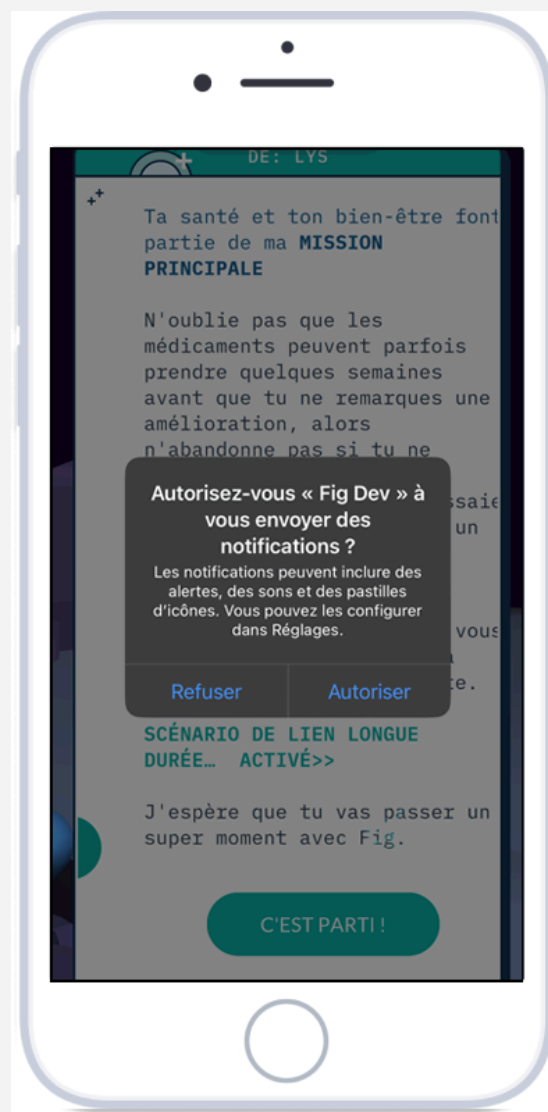 DE: LYS
Ta santé et ton bien-être font
partie de ma MISSION
PRINCIPALE
N'oublie pas que les
médicaments peuvent parfois
prendre quelques semaines
avant que tu ne remarques une
amélioration, alors
n'abandonne pas si tu ne
Autorisez-vous « Fig Dev » à
vous envoyer des
notifications ?
Les notifications peuvent inclure des
alertes, des sons et des pastilles
d'icônes. Vous pouvez les configurer
dans Réglages.
Refuser Autoriser
un
vous
SCÉNARIO DE LIEN LONGUE
DURÉE… ACTIVÉ>>
J'espère que tu vas passer un
super moment avec Fig.
C'EST PARTI !